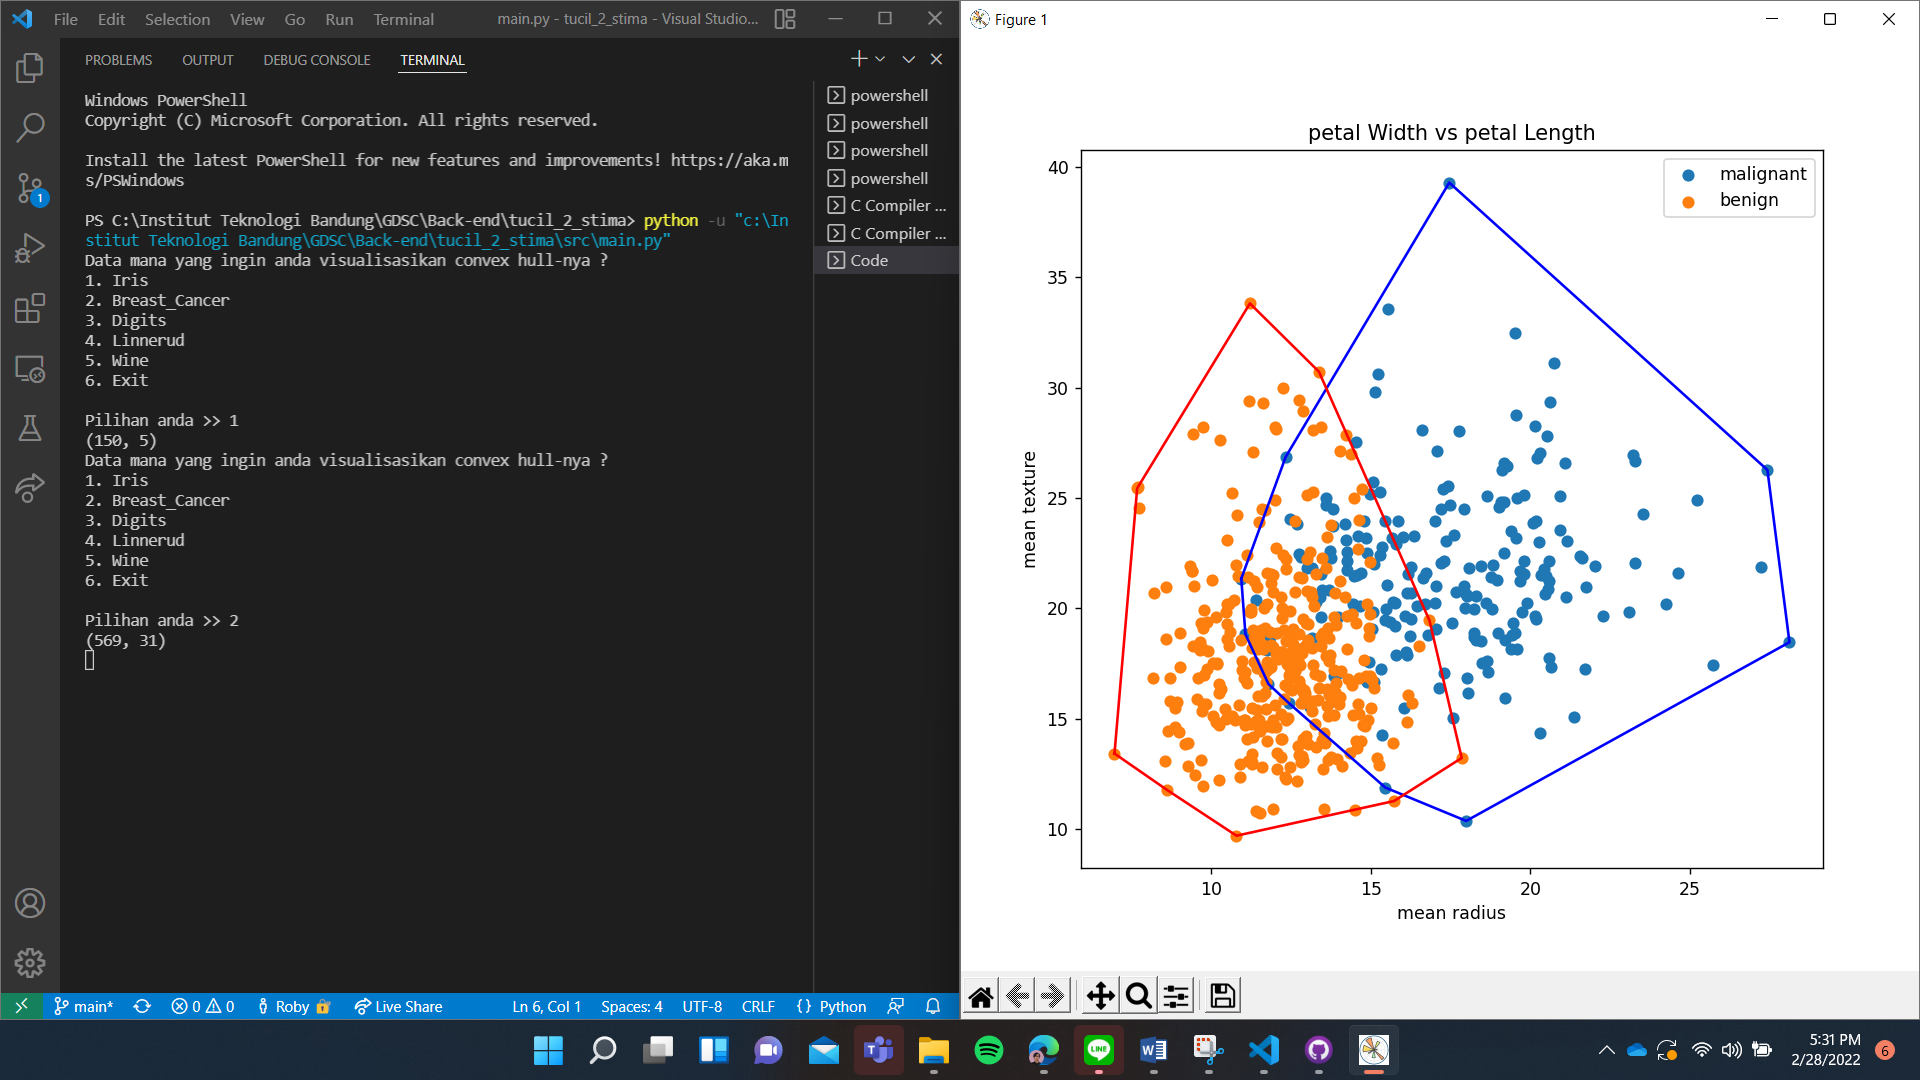 File Edit Selection View Go Run Terminal main.py - tucil_2_stima - Visual Studio...
PROBLEMS OUTPUT DEBUG CONSOLE TERMINAL
Windows PowerShell
Copyright (C) Microsoft Corporation. All rights reserved.
Install the latest PowerShell for new features and improvements! https://aka.m
s/PSWindows
PS C:\Institut Teknologi Bandung\GDSC\Back-end\tucil_2_stima> python -u "c:\In
stitut Teknologi Bandung\GDSC\Back-end\tucil_2_stima\src\main.py"
Data mana yang ingin anda visualisasikan convex hull-nya ?
1. Iris
2. Breast_Cancer
3. Digits
4. Linnerud
5. Wine
6. Exit
Pilihan anda >> 1
(150, 5)
Data mana yang ingin anda visualisasikan convex hull-nya ?
1. Iris
2. Breast_Cancer
3. Digits
4. Linnerud
5. Wine
6. Exit
Pilihan anda >> 2
(569, 31)
powershell
powershell
powershell
powershell
C Compiler ...
C Compiler ...
Code
1
main* 0 0 Roby Live Share Ln 6, Col 1 Spaces: 4 UTF-8 CRLF {} Python
Figure 1
petal Width vs petal Length
malignant
benign
40
35
30
25
20
15
10
mean texture
10 15 20 25
mean radius
LINE
5:31 PM
2/28/2022
6